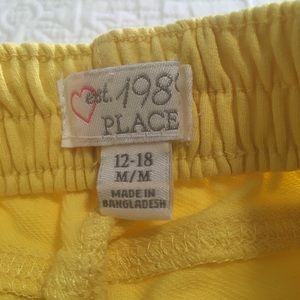 est. 198
PLACE
12-18
M/M
MADE IN
BANGLADESH